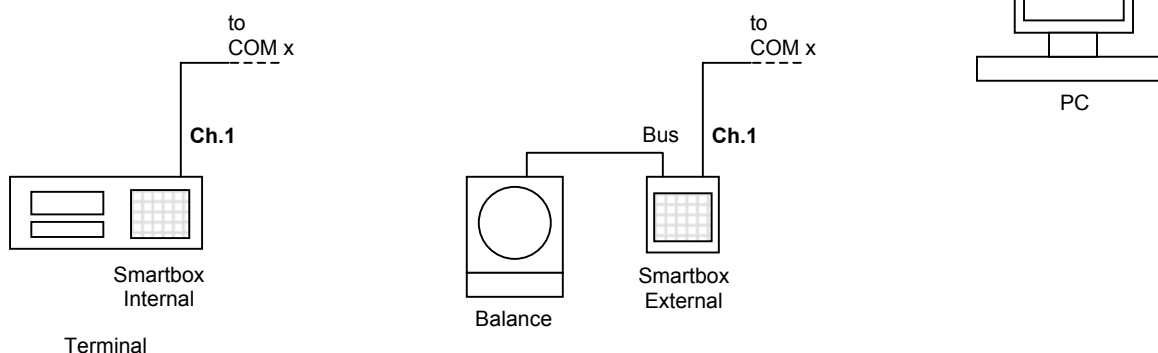 to
COM x
Ch.1
Smartbox
Internal
Terminal
to
COM x
Bus
Ch.1
Balance
Smartbox
External
PC